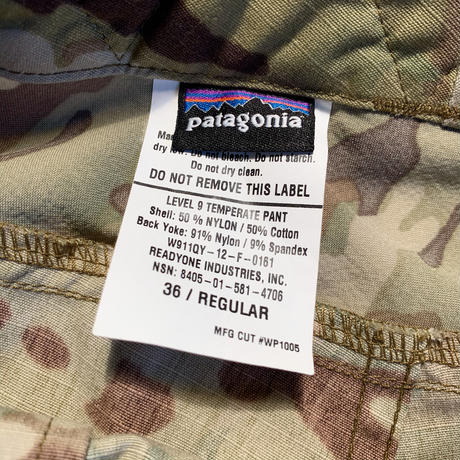 patagonia
dry low. Do not bleach. Do not starch.
Do not dry clean.
DO NOT REMOVE THIS LABEL
LEVEL 9 TEMPERATE PANT
Shell: 50 % NYLON / 50% Cotton
Back Yoke: 91% Nylon / 9% Spandex
W911QY-12-F-0161
READYONE INDUSTRIES, INC.
NSN: 8405-01-581-4706
36 / REGULAR
MFG CUT #WP1005